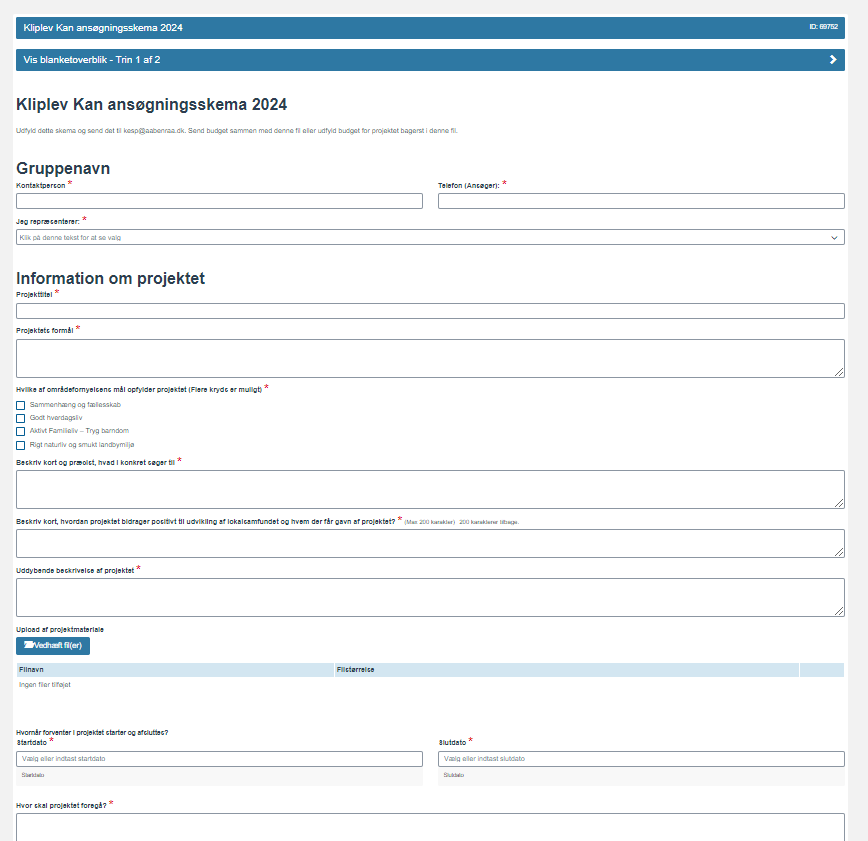 Kliplev Kan ansøgningsskema 2024
ID: 69752
Vis blanketoverblik - Trin 1 af 2
Kliplev Kan ansøgningsskema 2024
Udfyld dette skema og send det til kesp@aabenraa.dk. Send budget sammen med denne fil eller udfyld budget for projektet bagerst i denne fil.
Gruppenavn
Kontaktperson *
Telefon (Ansøger): *
Jeg repræsenterer: *
Klik på denne tekst for at se valg
Information om projektet
Projekttitel *
Projektets formål *
Hvilke af områdefornyelsens mål opfylder projektet (Flere kryds er muligt) *
Sammenhæng og fællesskab
Godt hverdagsliv
Aktivt Familieliv – Tryg barndom
Rigt naturliv og smukt landbymiljø
Beskriv kort og præcist, hvad I konkret søger til *
Beskriv kort, hvordan projektet bidrager positivt til udvikling af lokalsamfundet og hvem der får gavn af projektet? * (Max 200 karakter) 200 karakterer tilbage.
Uddybende beskrivelse af projektet *
Upload af projektmateriale
Vedhæft fil(er)
Filnavn Filstørrelse
Ingen filer tilføjet
Hvornår forventer I projektet starter og afsluttes?
Startdato *
Slutdato *
Vælg eller indtast startdato
Vælg eller indtast slutdato
Startdato
Slutdato
Hvor skal projektet foregå? *